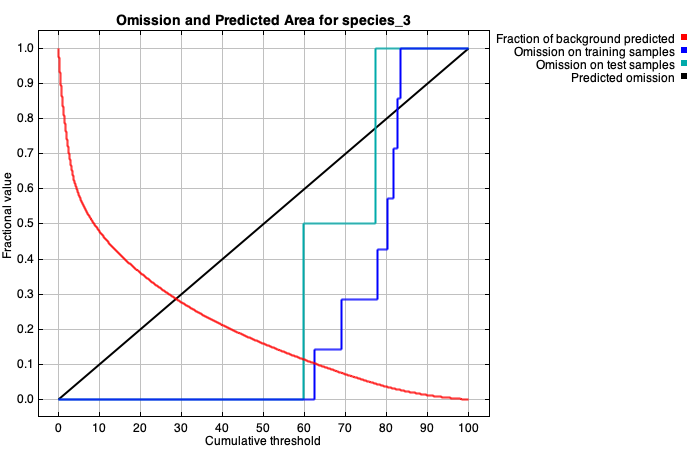 Omission and Predicted Area for species_3
Fraction of background predicted
Omission on training samples
Omission on test samples
Predicted omission
Fractional value
1.0
0.9
0.8
0.7
0.6
0.5
0.4
0.3
0.2
0.1
0.0
0 10 20 30 40 50 60 70 80 90 100
Cumulative threshold